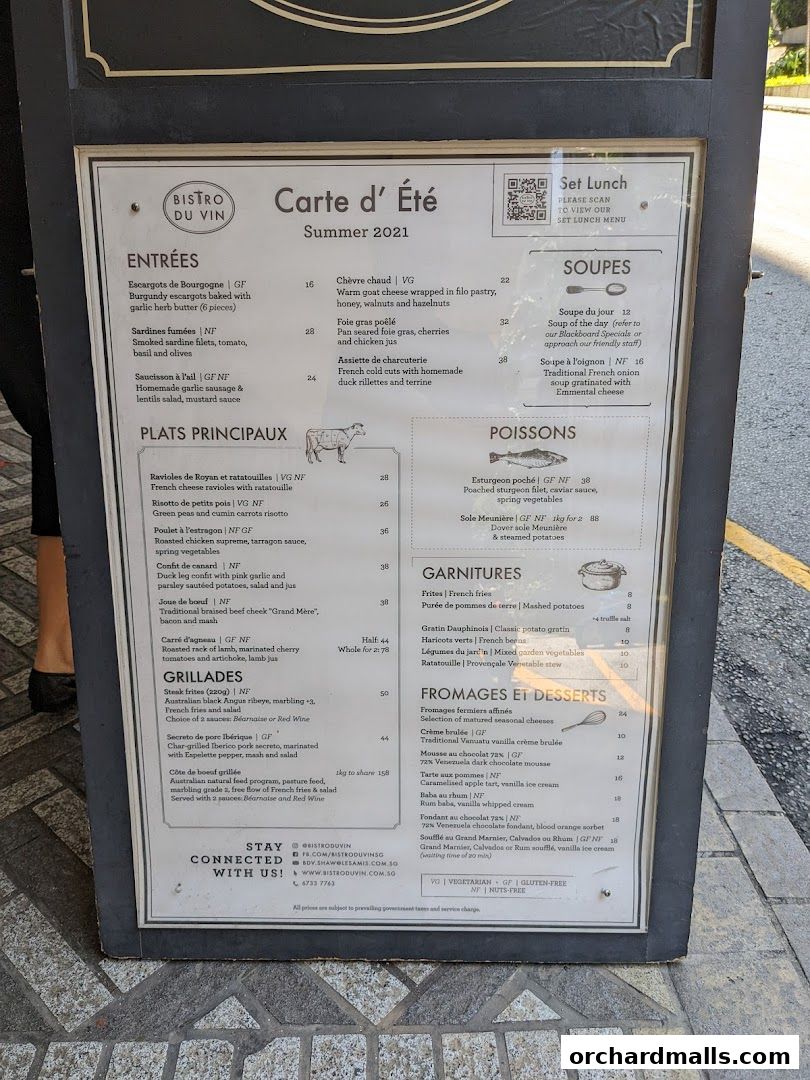 BISTRO
DU VIN
Carte d' Été
Summer 2021
Set Lunch
PLEASE SCAN
TO VIEW OUR
SET LUNCH MENU
ENTRÉES
Escargots de Bourgogne | GF 16
Burgundy escargots baked with
garlic herb butter (6 pieces)
Sardines fumées | NF 28
Smoked sardine filets, tomato,
basil and olives
Saucisson à l'ail | GF NF 24
Homemade garlic sausage &
lentils salad, mustard sauce
Chèvre chaud | VG 22
Warm goat cheese wrapped in filo pastry,
honey, walnuts and hazelnuts
Foie gras poêlé 32
Pan seared foie gras, cherries
and chicken jus
Assiette de charcuterie 38
French cold cuts with homemade
duck rillettes and terrine
SOUPES
Soupe du jour 12
Soup of the day (refer to
our Blackboard Specials or
approach our friendly staff)
Soupe à l'oignon | NF 16
Traditional French onion
soup gratinated with
Emmental cheese
PLATS PRINCIPAUX
Ravioles de Royan et ratatouilles | VG NF 28
French cheese ravioles with ratatouille
Risotto de petits pois | VG NF 26
Green peas and cumin carrots risotto
Poulet à l'estragon | NF GF 36
Roasted chicken supreme, tarragon sauce,
spring vegetables
Confit de canard | NF 38
Duck leg confit with pink garlic and
parsley sautéed potatoes, salad and jus
Joue de bœuf | NF 38
Traditional braised beef cheek "Grand Mère",
bacon and mash
Carré d'agneau | GF NF Half: 44
Roasted rack of lamb, marinated cherry Whole for 2: 78
tomatoes and artichoke, lamb jus
GRILLADES
Steak frites (220g) | NF 50
Australian black Angus ribeye, marbling +3,
French fries and salad
Choice of 2 sauces: Béarnaise or Red Wine
Secreto de porc Ibérique | GF 44
Char-grilled Iberico pork secreto, marinated
with Espelette pepper, mash and salad
Côte de boeuf grillée 1kg to share 158
Australian natural feed program, pasture feed,
marbling grade 2, free flow of French fries & salad
Served with 2 sauces: Béarnaise and Red Wine
POISSONS
Esturgeon poché | GF NF 38
Poached sturgeon filet, caviar sauce,
spring vegetables
Sole Meunière | GF NF 1kg for 2 88
Dover sole Meunière
& steamed potatoes
GARNITURES
Frites | French fries 8
Purée de pommes de terre | Mashed potatoes 8
+4 truffle salt
Gratin Dauphinois | Classic potato gratin 8
Haricots verts | French beans 10
Légumes du jardin | Mixed garden vegetables 10
Ratatouille | Provençale Vegetable stew 10
FROMAGES ET DESSERTS
Fromages fermiers affinés 24
Selection of matured seasonal cheeses
Crème brulée | GF 10
Traditional Vanuatu vanilla crème brulée
Mousse au chocolat 72% | GF 12
72% Venezuela dark chocolate mousse
Tarte aux pommes | NF 16
Caramelised apple tart, vanilla ice cream
Baba au rhum | NF 18
Rum baba, vanilla whipped cream
Fondant au chocolat 72% | NF 18
72% Venezuela chocolate fondant, blood orange sorbet
Soufflé au Grand Marnier, Calvados ou Rhum | GF NF 18
Grand Marnier, Calvados or Rum soufflé, vanilla ice cream
(waiting time of 20 min)
VG | VEGETARIAN - GF | GLUTEN-FREE
NF | NUTS-FREE
STAY
CONNECTED
WITH US!
@BISTRODUVIN
FB.COM/BISTRODUVINSG
BDV.SHAW@LESAMIS.COM.SG
WWW.BISTRODUVIN.COM.SG
6733 7763
All prices are subject to prevailing government taxes and service charge.
orchardmalls.com